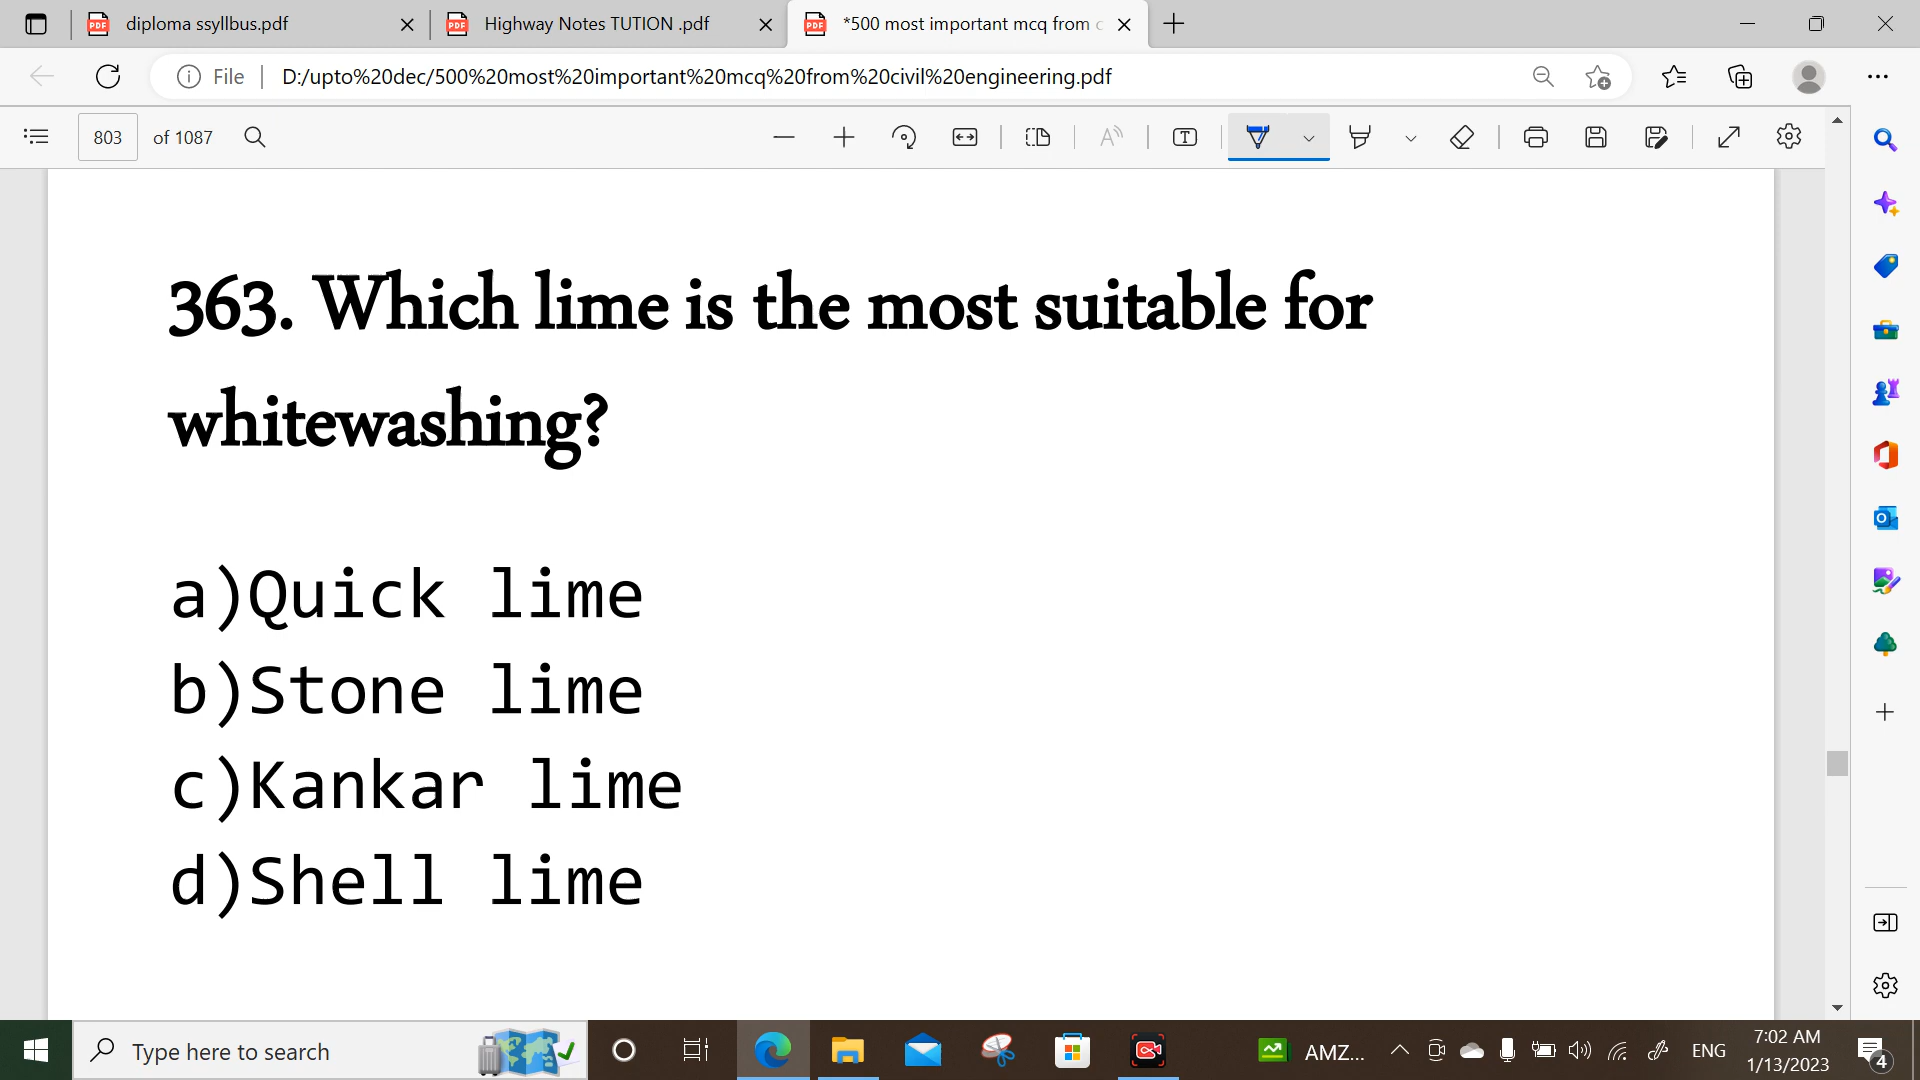 diploma ssyllbus.pdf
Highway Notes TUTION .pdf
*500 most important mcq from
File
D:/upto%20dec/500%20most%20important%20mcq%20from%20civil%20engineering.pdf
803 of 1087
363. Which lime is the most suitable for
whitewashing?
a)Quick lime
b)Stone lime
c)Kankar lime
d)Shell lime
Type here to search
AMZ...
ENG
7:02 AM
1/13/2023
4